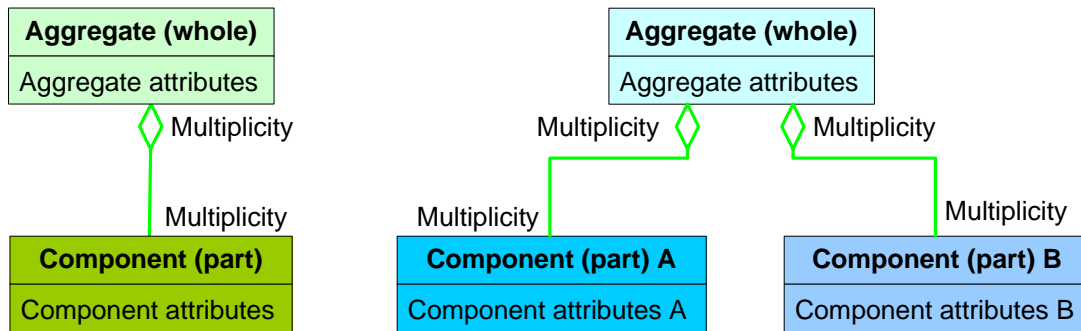 Aggregate (whole)
Aggregate attributes
Multiplicity
Multiplicity
Component (part)
Component attributes
Aggregate (whole)
Aggregate attributes
Multiplicity
Multiplicity
Multiplicity
Multiplicity
Component (part) A
Component attributes A
Component (part) B
Component attributes B